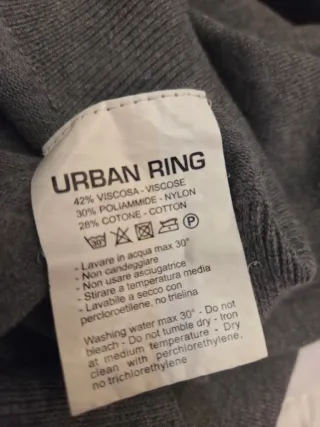 URBAN RING
42% VISCOSA - VISCOSE
30% POLIAMMIDE - NYLON
28% COTONE - COTTON
30° P
- Lavare in acqua max 30°
- Non candeggiare
- Non usare asciugatrice
- Stirare a temperatura media
- Lavabile a secco con
percloroetilene, no trielina
Washing water max 30° - Do not
bleach - Do not tumble dry - Iron
at medium temperature - Dry
clean with perchlorethylene,
no trichlorethylene